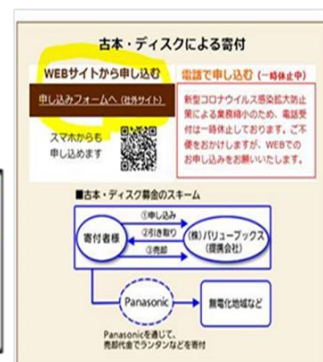 古本・ディスクによる寄付
WEBサイトから申し込む
申し込みフォームへ (社外サイト)
スマホからも
申し込めます
電話で申し込む (一時休止中)
新型コロナウイルス感染拡大防止
策による業務縮小のため、電話受
付は一時休止しております。ご不
便をおかけしますが、WEBでの
お申し込みをお願いいたします。
■古本・ディスク募金のスキーム
①申し込み
②引き取り
③売却
寄付者様
(株)バリューブックス
(提携会社)
Panasonic
無電化地域など
Panasonicを通じて、
売却代金でランタンなどを寄付